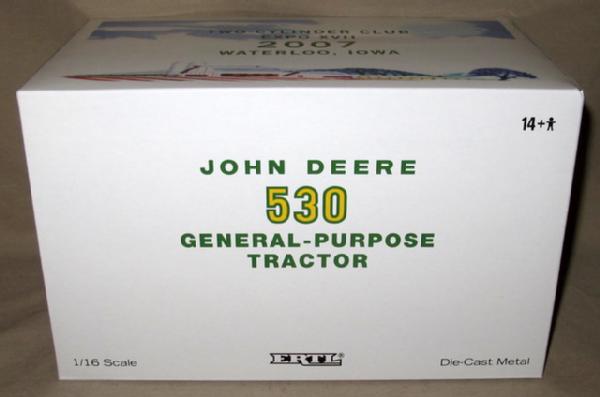 TWO-CYLINDER CLUB
EXPO XVII
2007
WATERLOO, IOWA
14+
JOHN DEERE
530
GENERAL-PURPOSE
TRACTOR
1/16 Scale
ERTL®
Die-Cast Metal